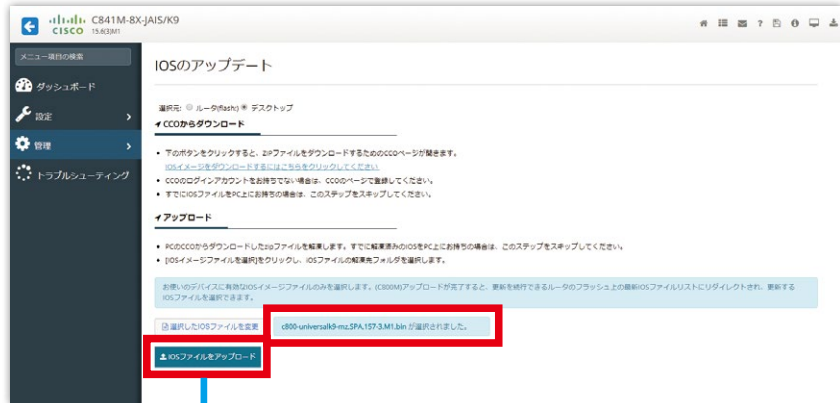 C841M-8X-JAIS/K9
CISCO 15.6(3)M1
メニュー項目の検索
ダッシュボード
設定
管理
トラブルシューティング
IOSのアップデート
選択元: ルータ(flash:) デスクトップ
CCOからダウンロード
下のボタンをクリックすると、ZIPファイルをダウンロードするためのCCOページが開きます。
IOSイメージをダウンロードするにはこちらをクリックしてください
CCOのログインアカウントをお持ちでない場合は、CCOのページで登録してください。
すでにIOSファイルをPC上にお持ちの場合は、このステップをスキップしてください。
アップロード
PCのCCOからダウンロードしたzipファイルを解凍します。すでに解凍済みのIOSをPC上にお持ちの場合は、このステップをスキップしてください。
[IOSイメージファイルを選択]をクリックし、IOSファイルの解凍先フォルダを選択します。
お使いのデバイスに有効なIOSイメージファイルのみを選択します。(C800M)アップロードが完了すると、更新を続行できるルータのフラッシュ上の最新IOSファイルリストにリダイレクトされ、更新する
IOSファイルを選択できます。
選択したIOSファイルを変更
c800-universalk9-mz.SPA.157-3.M1.bin が選択されました。
IOSファイルをアップロード